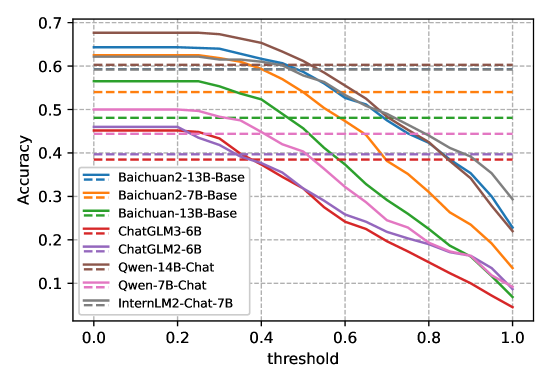 0.7
0.6
0.5
0.4
0.3
0.2
0.1
Accuracy
Baichuan2-13B-Base
Baichuan2-7B-Base
Baichuan-13B-Base
ChatGLM3-6B
ChatGLM2-6B
Qwen-14B-Chat
Qwen-7B-Chat
InternLM2-Chat-7B
0.0 0.2 0.4 0.6 0.8 1.0
threshold